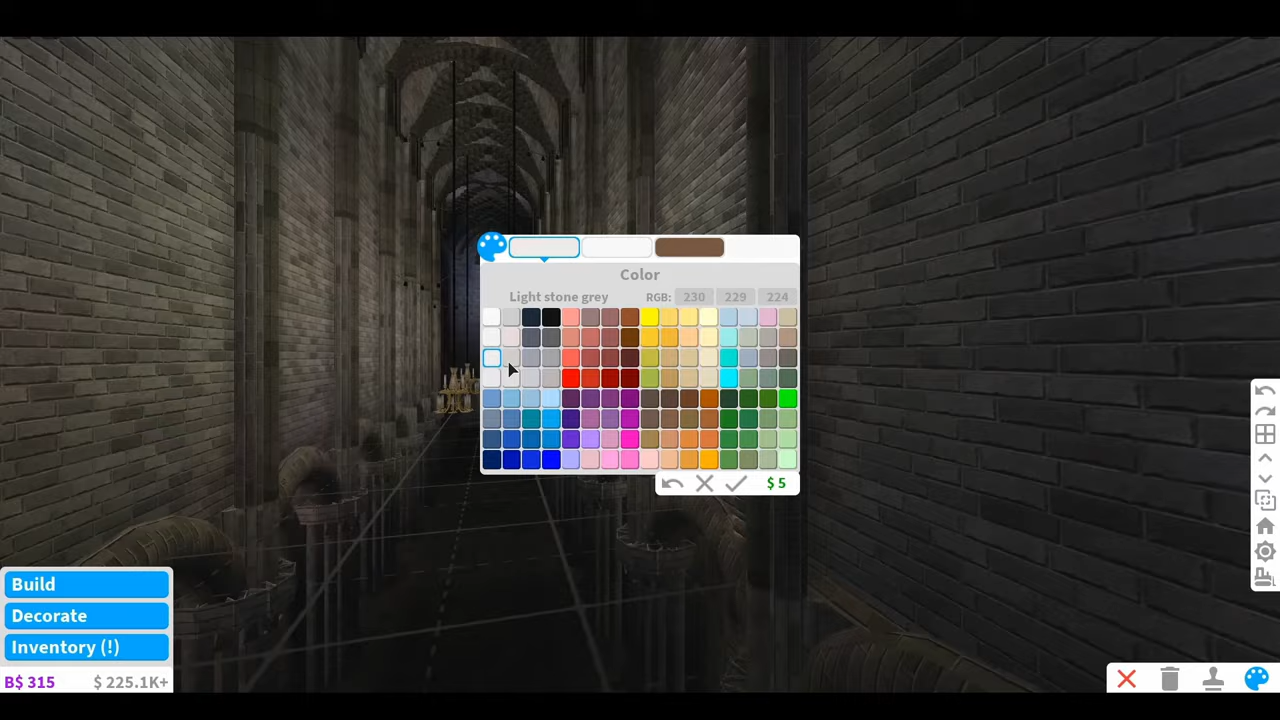 Color
Light stone grey RGB: 230 229 224
$ 5
Build
Decorate
Inventory (!)
B$ 315 $ 225.1K+